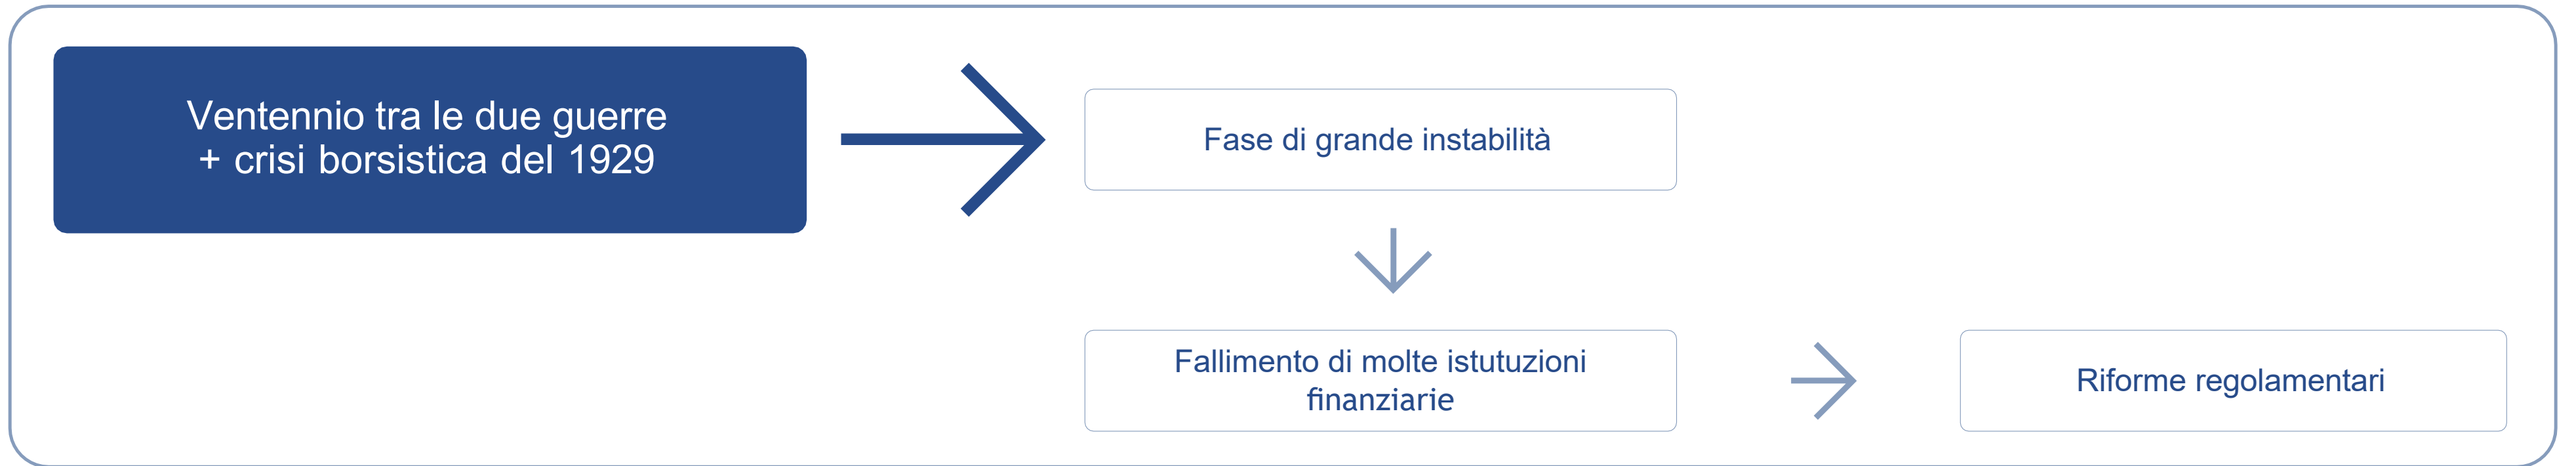 Ventennio tra le due guerre
+ crisi borsistica del 1929
Fase di grande instabilità
Fallimento di molte istutuzioni
finanziarie
Riforme regolamentari